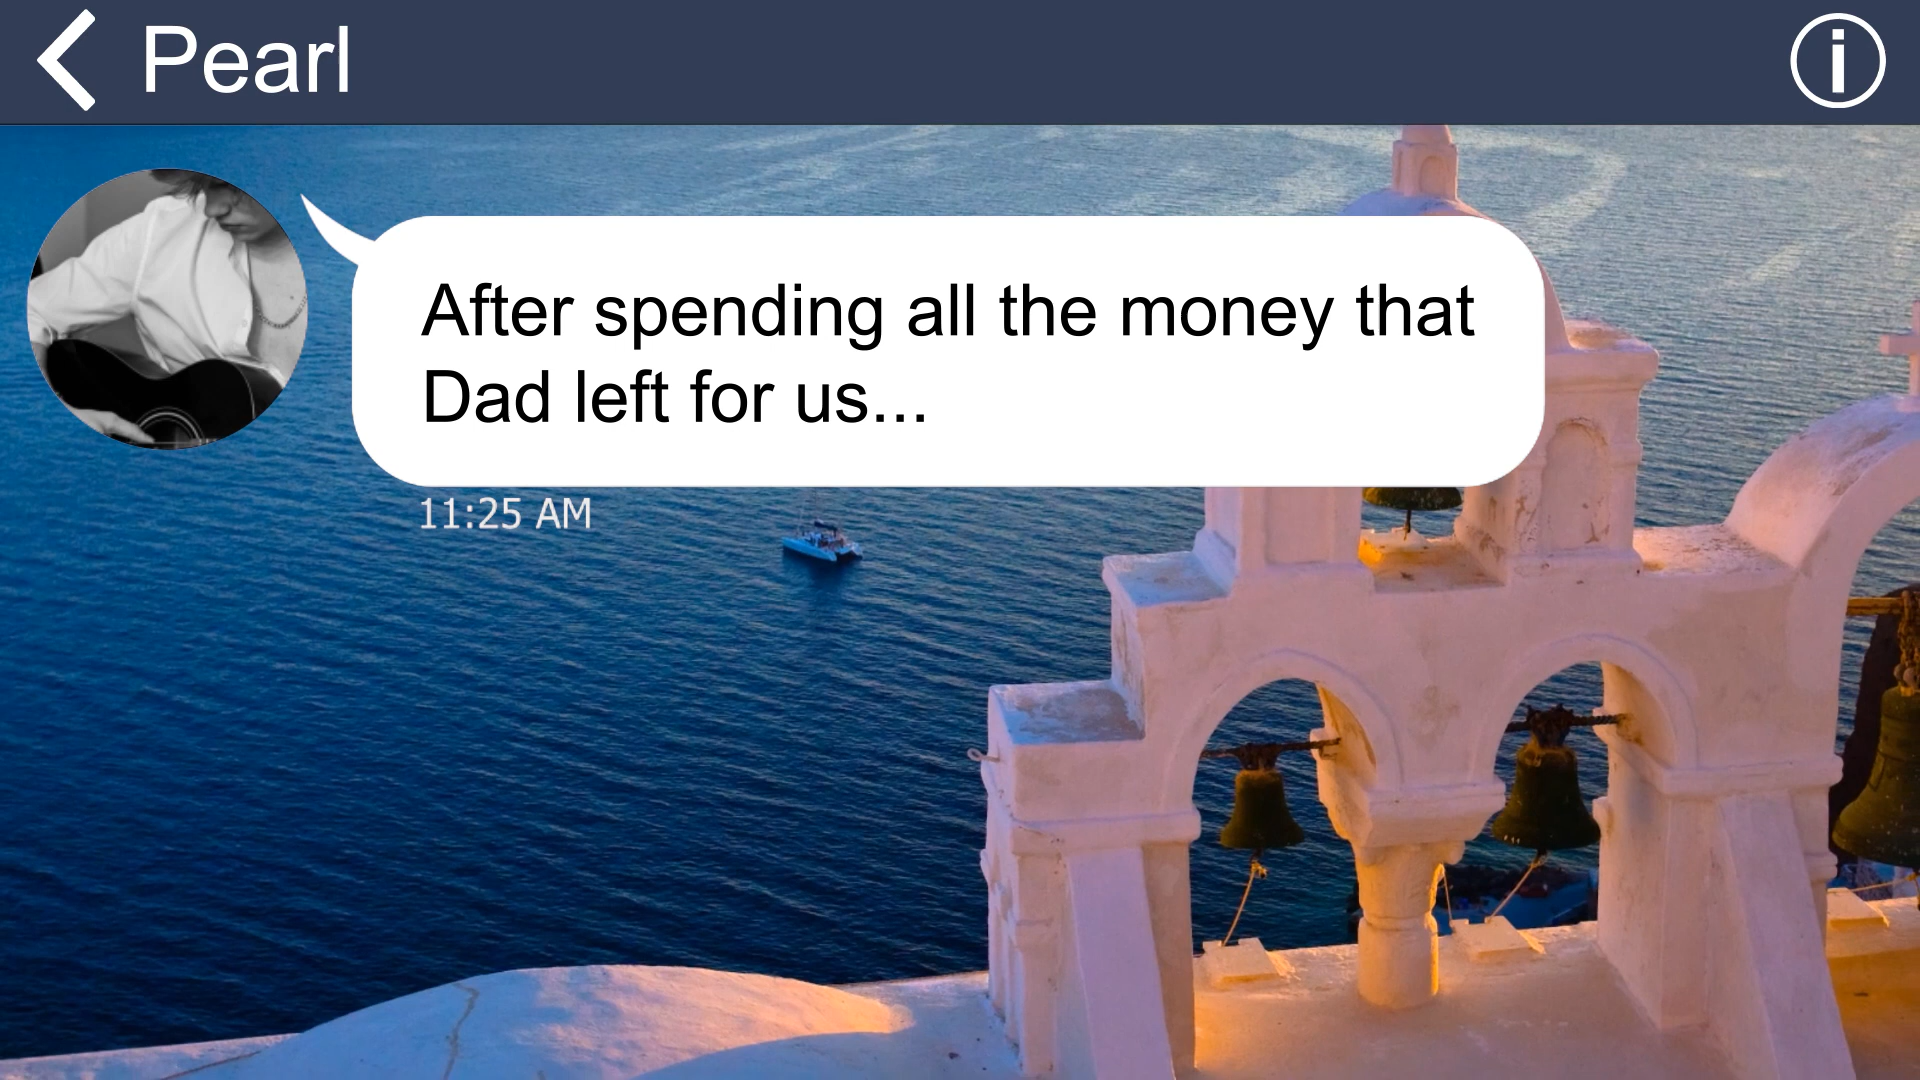 Pearl
After spending all the money that
Dad left for us...
11:25 AM